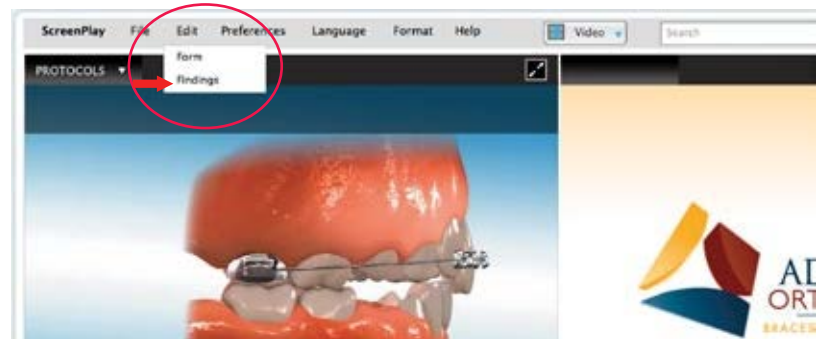 ScreenPlay File Edit Preferences Language Format Help Video Search
Form
Findings
PROTOCOLS
AD
ORT
BRACES